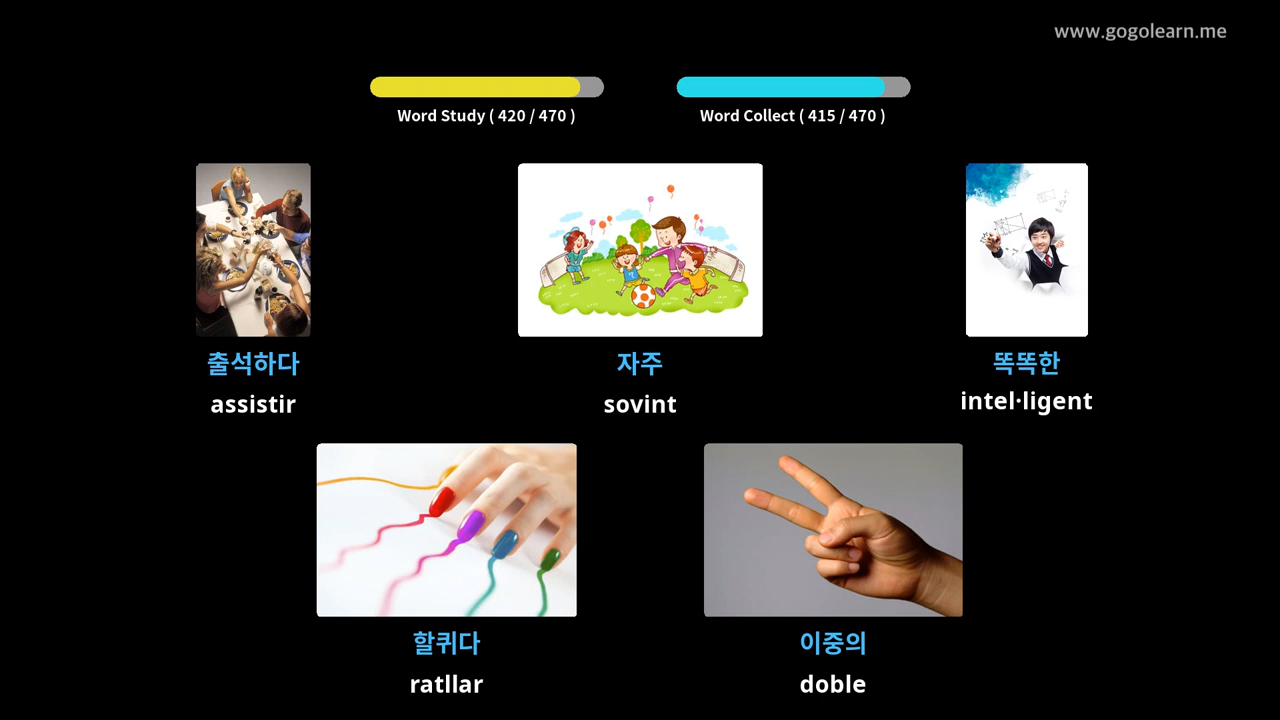 www.gogolearn.me
Word Study ( 420 / 470 )
Word Collect ( 415 / 470 )
출석하다
assistir
자주
sovint
똑똑한
intel·ligent
할퀴다
ratllar
이중의
doble